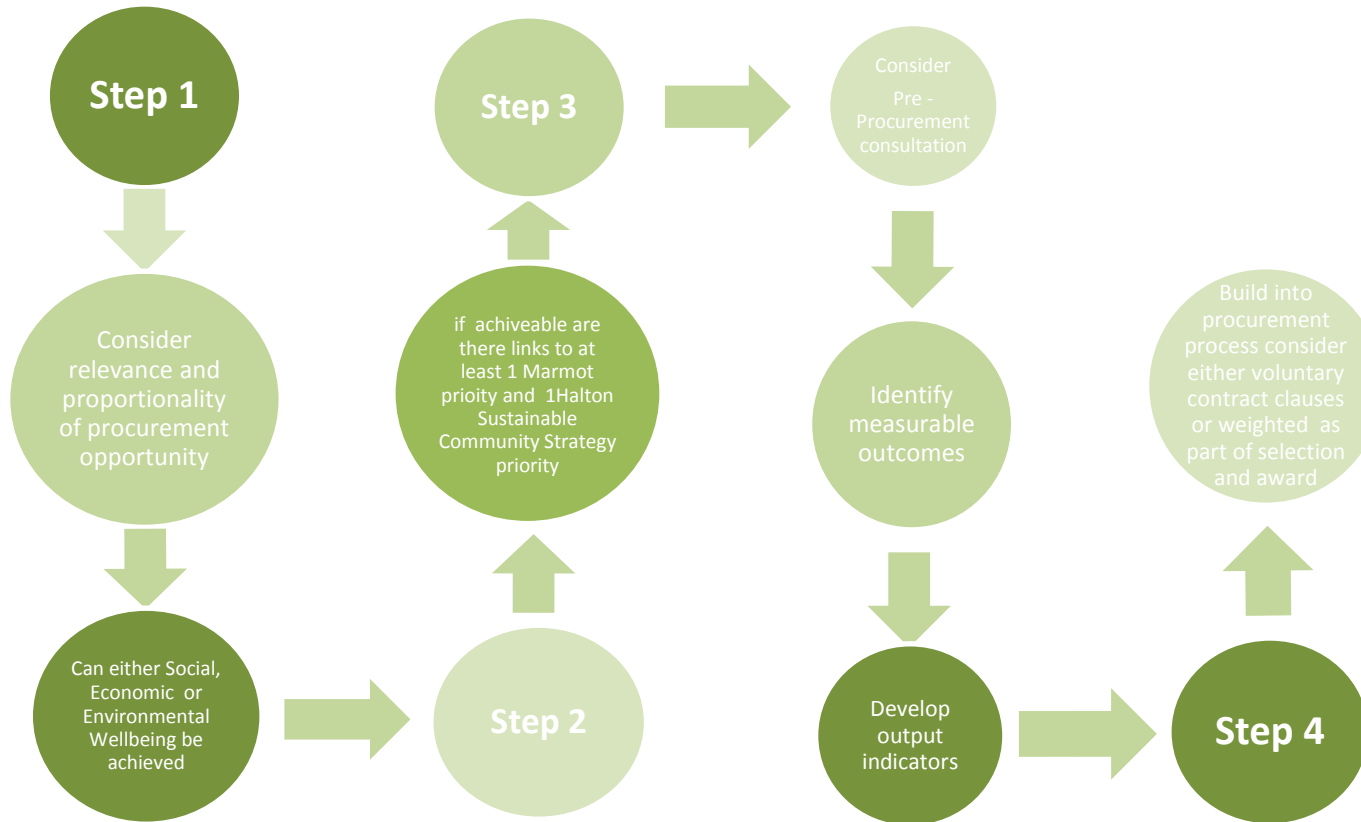 Step 1
Consider
relevance and
proportionality
of procurement
opportunity
Can either Social,
Economic or
Environmental
Wellbeing be
achieved
Step 2
if achiveable are
there links to at
least 1 Marmot
prioity and 1Halton
Sustainable
Community Strategy
priority
Step 3
Consider
Pre -
Procurement
consultation
Identify
measurable
outcomes
Develop
output
indicators
Step 4
Build into
procurement
process consider
either voluntary
contract clauses
or weighted as
part of selection
and award